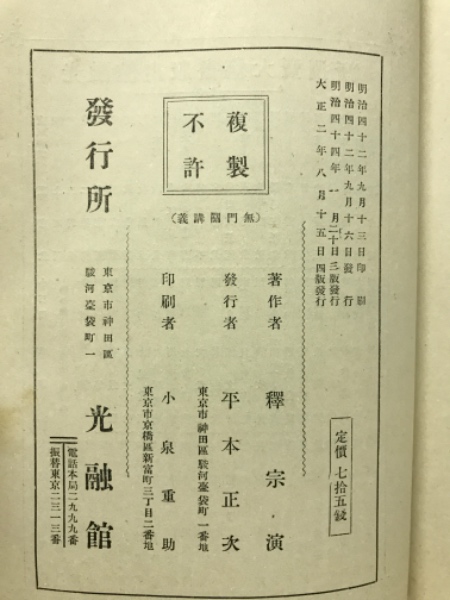 明治四十二年九月十三日印刷
明治四十二年九月十六日發行
明治四十四年一月二十日三版發行
大正二年八月十五日四版發行
定價七拾五錢
複製
不許
(無門關講義)
著作者 釋宗演
發行者 平本正次
東京市神田區駿河臺袋町一番地
印刷者 小泉重助
東京市京橋區新富町三丁目二番地
發行所 光融館
東京市神田區
駿河臺袋町一
電話本局二九九九番
振替東京二三一三番